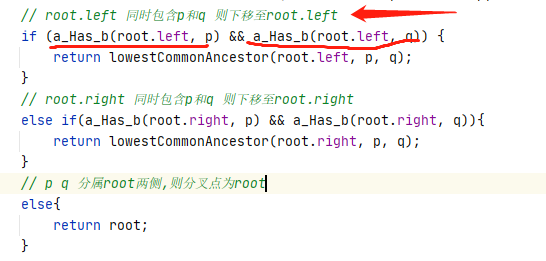 // root.left 同时包含p和q 则下移至root.left
if (a_Has_b(root.left, p) && a_Has_b(root.left, q)) {
return lowestCommonAncestor(root.left, p, q);
}
// root.right 同时包含p和q 则下移至root.right
else if(a_Has_b(root.right, p) && a_Has_b(root.right, q)){
return lowestCommonAncestor(root.right, p, q);
}
// p q 分属root两侧,则分叉点为root
else{
return root;
}